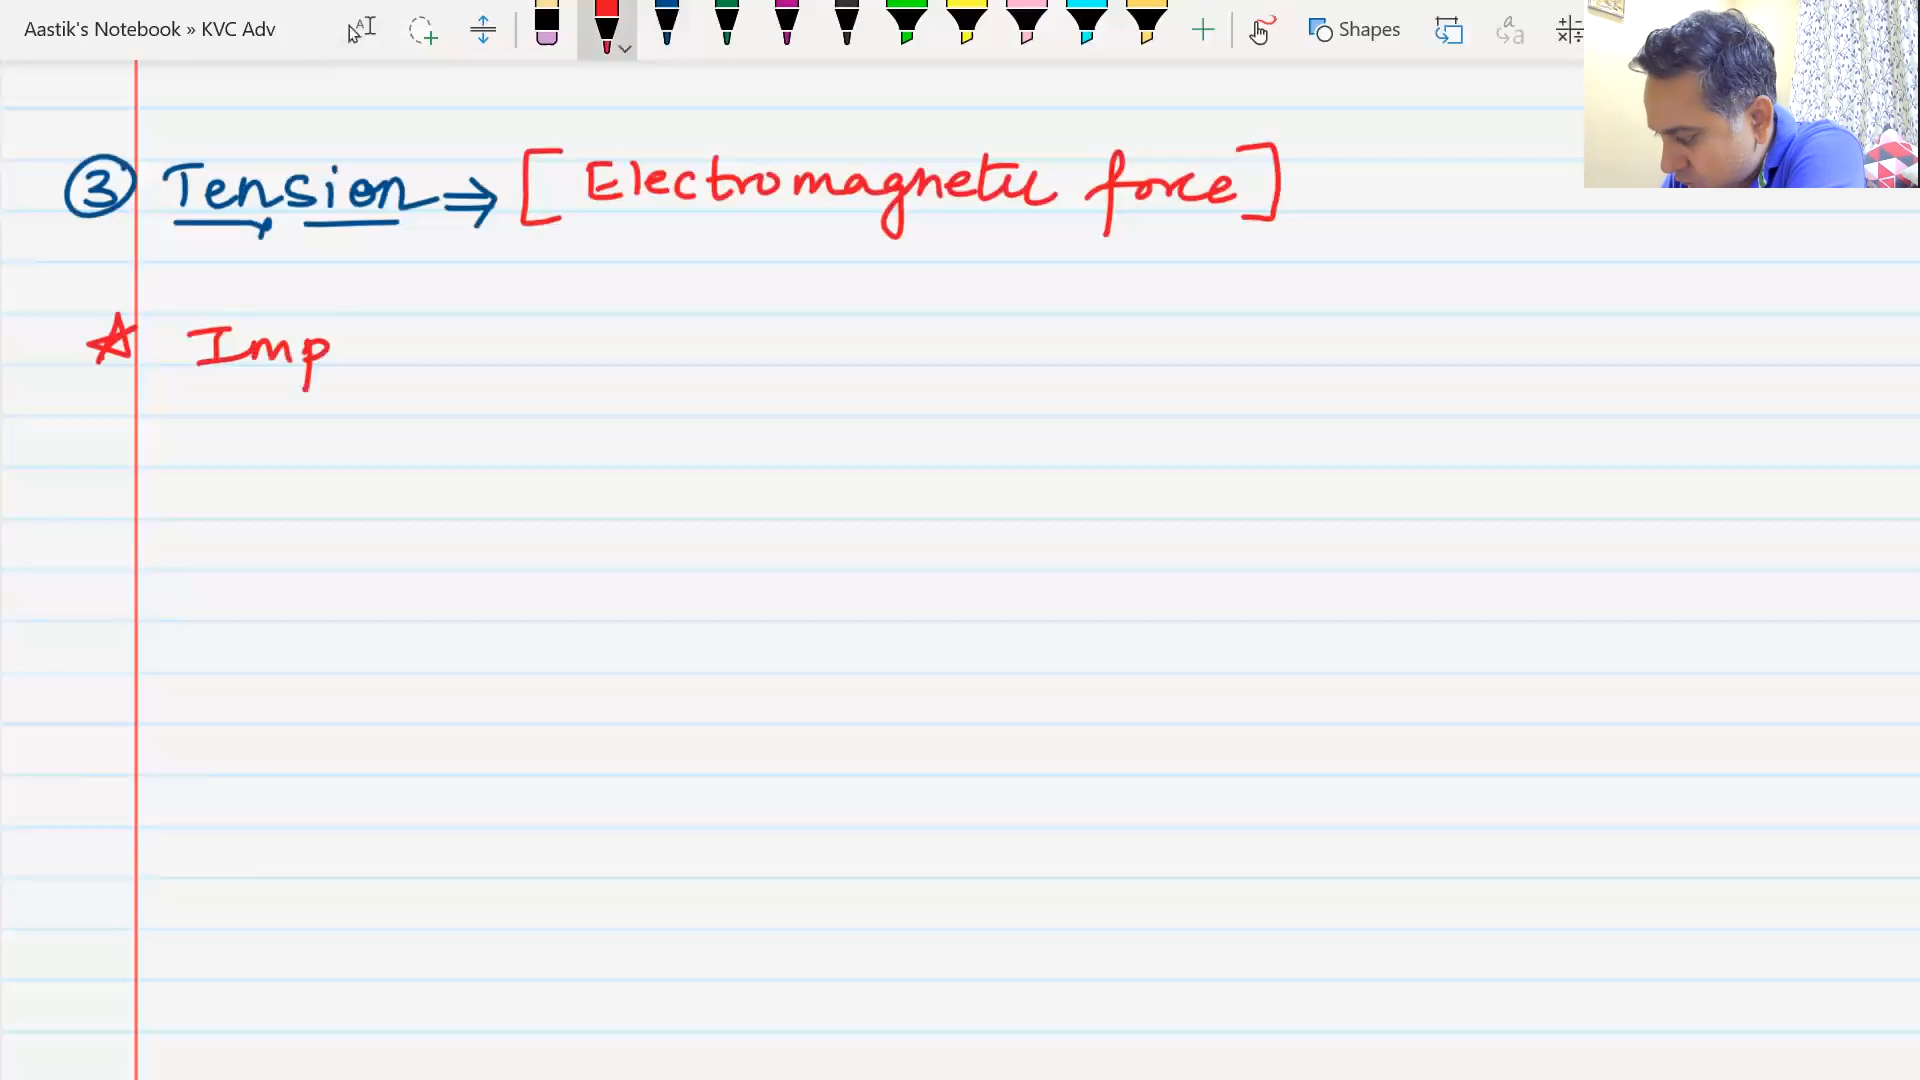 Aastik's Notebook » KVC Adv
Shapes
③ Tension ⇒ [Electromagnetic force]
☆ Imp